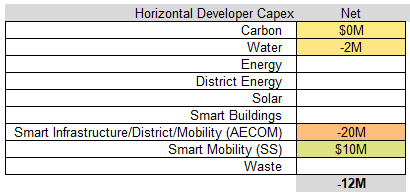 Horizontal Developer Capex Net
Carbon $0M
Water -2M
Energy
District Energy
Solar
Smart Buildings
Smart Infrastructure/District/Mobility (AECOM) -20M
Smart Mobility (SS) $10M
Waste
-12M